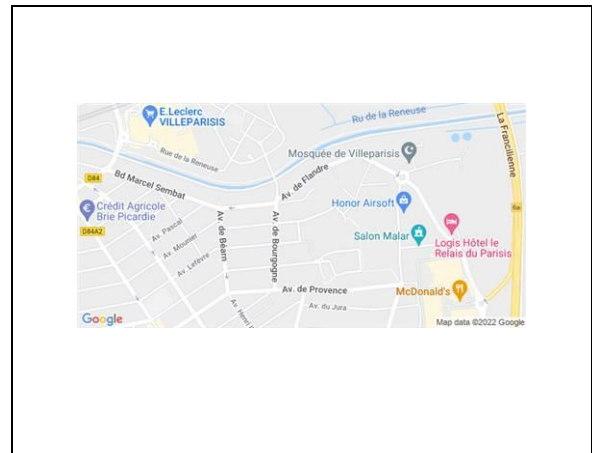 E.Leclerc
VILLEPARISIS
Ru de la Reneuse
La Francilienne
Rue de la Reneuse
Mosquée de Villeparisis
D84
Bd Marcel Sembat
Av. de Flandre
Crédit Agricole
Brie Picardie
Honor Airsoft
D84A2
Av. Pascal
Av. de Béarn
Av. de Bourgogne
Salon Malar
Logis Hôtel le
Relais du Parisis
Av. Mounier
Av. Lefèvre
Av. de Provence
McDonald's
Av. du Jura
Google
Map data ©2022 Google